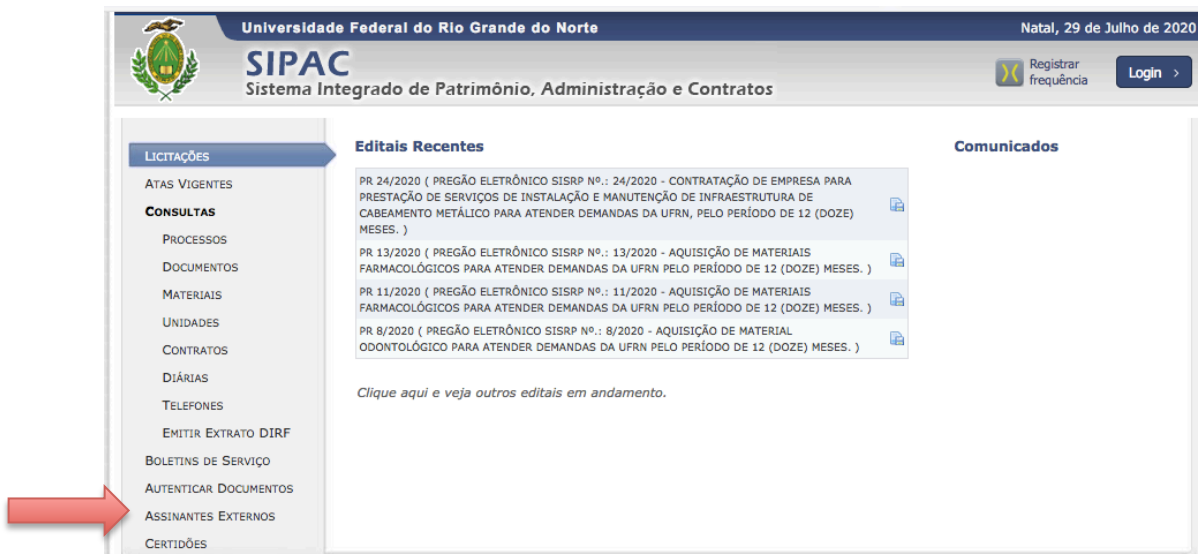 Universidade Federal do Rio Grande do Norte
Natal, 29 de Julho de 2020
SIPAC
Sistema Integrado de Patrimônio, Administração e Contratos
Registrar
frequência
Login >
LICITAÇÕES
ATAS VIGENTES
CONSULTAS
PROCESSOS
DOCUMENTOS
MATERIAIS
UNIDADES
CONTRATOS
DIÁRIAS
TELEFONES
EMITIR EXTRATO DIRF
BOLETINS DE SERVIÇO
AUTENTICAR DOCUMENTOS
ASSINANTES EXTERNOS
CERTIDÕES
Editais Recentes
PR 24/2020 ( PREGÃO ELETRÔNICO SISRP Nº.: 24/2020 - CONTRATAÇÃO DE EMPRESA PARA
PRESTAÇÃO DE SERVIÇOS DE INSTALAÇÃO E MANUTENÇÃO DE INFRAESTRUTURA DE
CABEAMENTO METÁLICO PARA ATENDER DEMANDAS DA UFRN, PELO PERÍODO DE 12 (DOZE)
MESES. )
PR 13/2020 ( PREGÃO ELETRÔNICO SISRP Nº.: 13/2020 - AQUISIÇÃO DE MATERIAIS
FARMACOLÓGICOS PARA ATENDER DEMANDAS DA UFRN PELO PERÍODO DE 12 (DOZE) MESES. )
PR 11/2020 ( PREGÃO ELETRÔNICO SISRP Nº.: 11/2020 - AQUISIÇÃO DE MATERIAIS
FARMACOLÓGICOS PARA ATENDER DEMANDAS DA UFRN PELO PERÍODO DE 12 (DOZE) MESES. )
PR 8/2020 ( PREGÃO ELETRÔNICO SISRP Nº.: 8/2020 - AQUISIÇÃO DE MATERIAL
ODONTOLÓGICO PARA ATENDER DEMANDAS DA UFRN PELO PERÍODO DE 12 (DOZE) MESES. )
Clique aqui e veja outros editais em andamento.
Comunicados